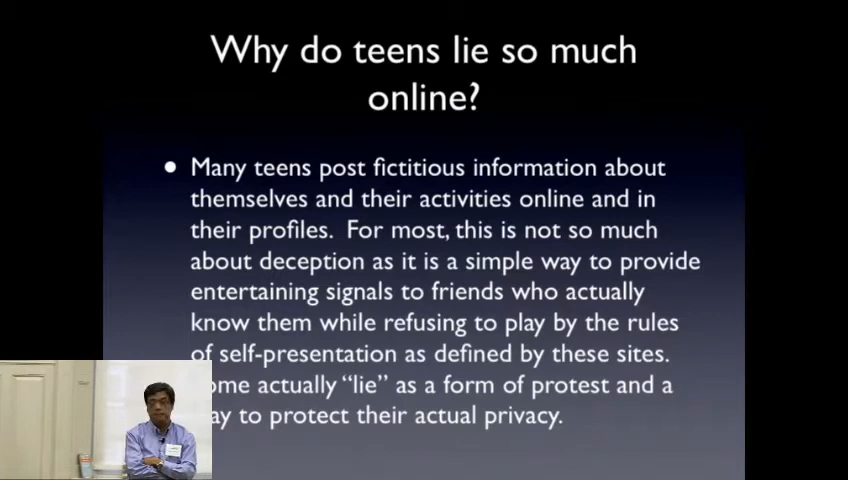 Why do teens lie so much
online?
• Many teens post fictitious information about
themselves and their activities online and in
their profiles. For most, this is not so much
about deception as it is a simple way to provide
entertaining signals to friends who actually
know them while refusing to play by the rules
of self-presentation as defined by these sites.
ome actually “lie” as a form of protest and a
ay to protect their actual privacy.